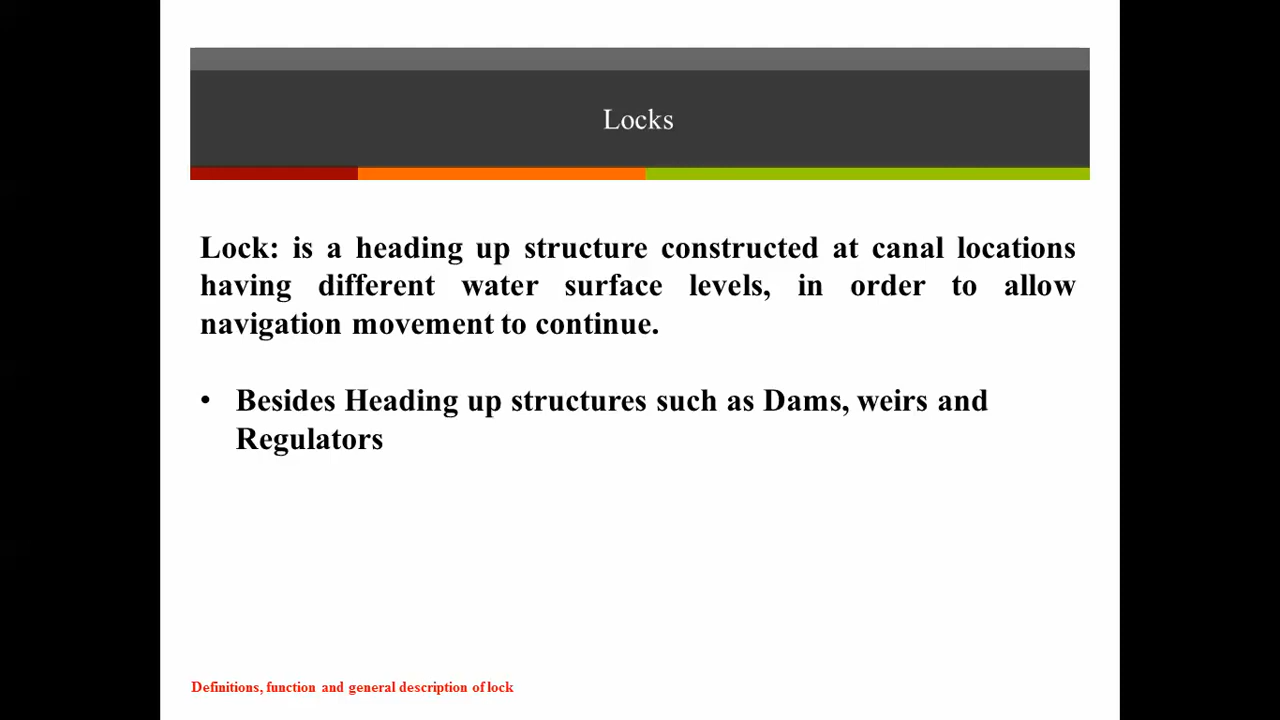 Locks
Lock: is a heading up structure constructed at canal locations
having different water surface levels, in order to allow
navigation movement to continue.
• Besides Heading up structures such as Dams, weirs and
Regulators
Definitions, function and general description of lock